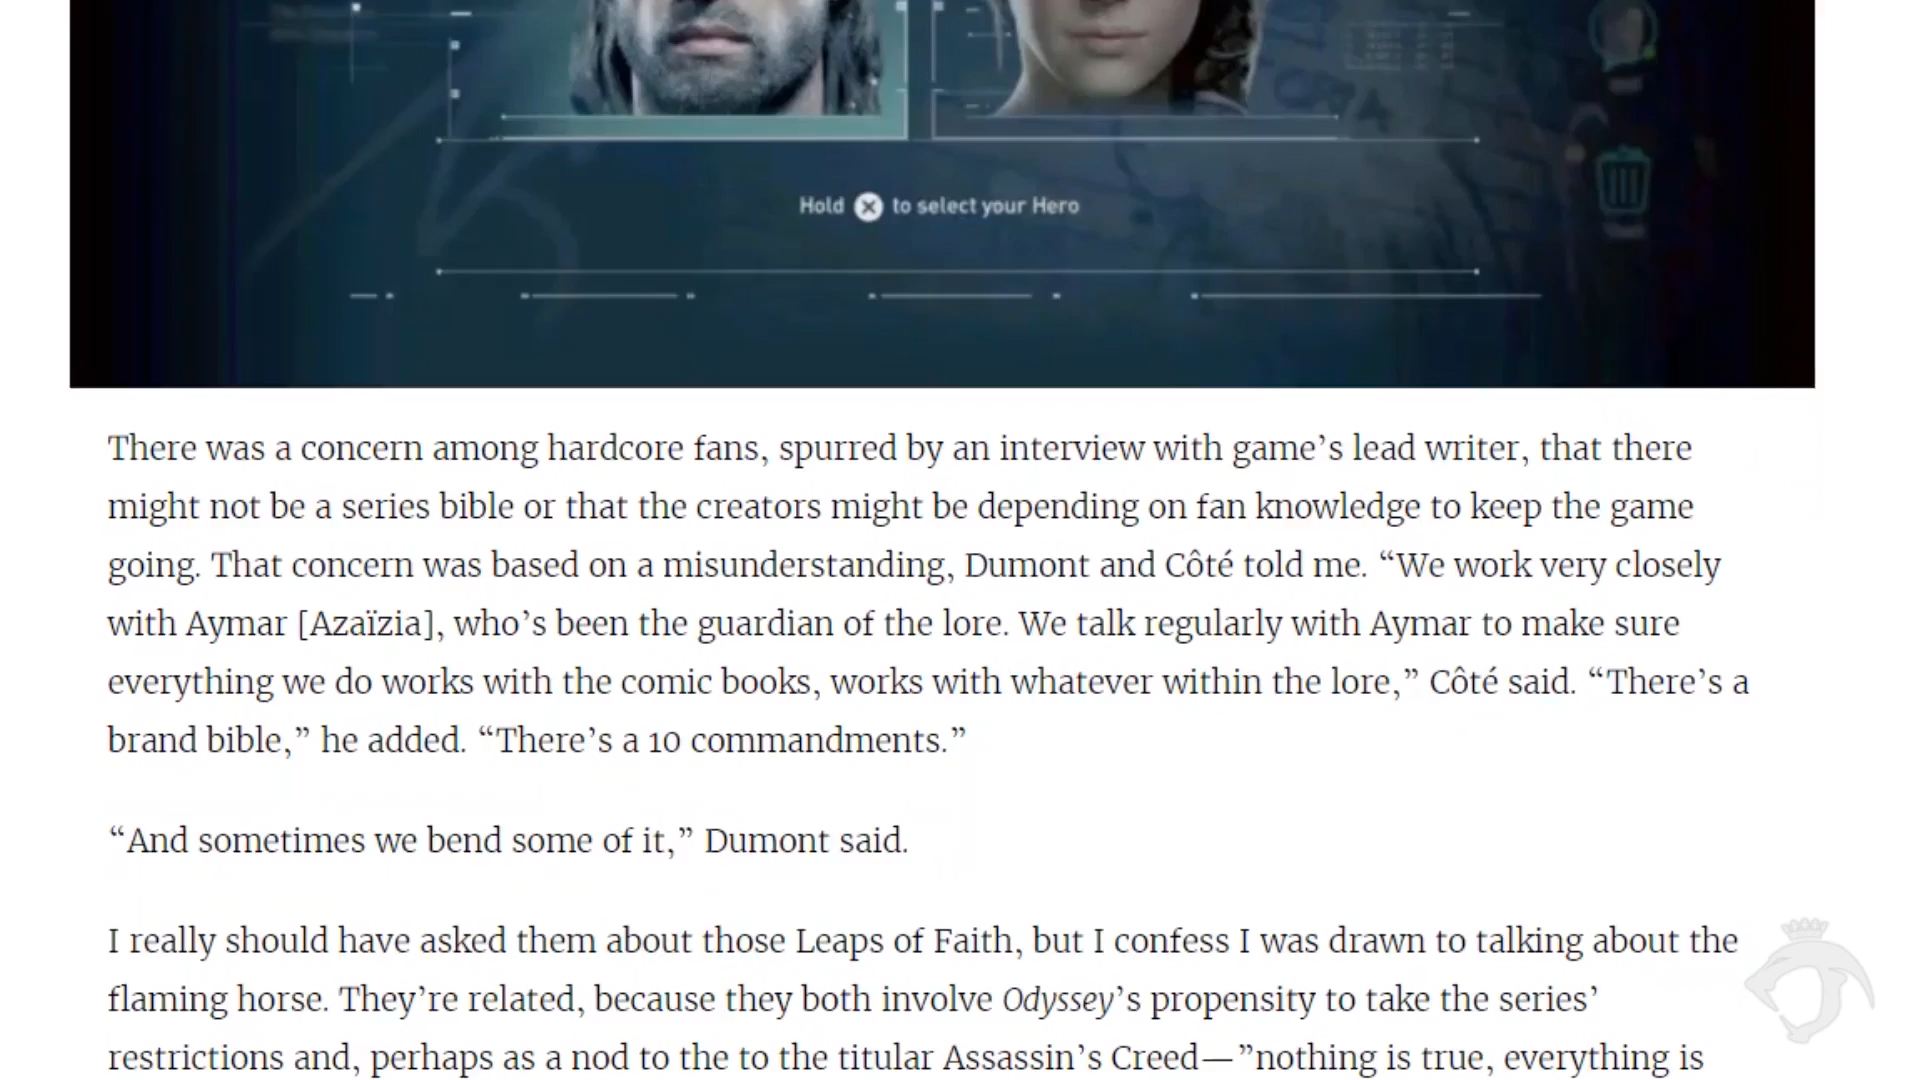 Hold X to select your Hero
There was a concern among hardcore fans, spurred by an interview with game’s lead writer, that there
might not be a series bible or that the creators might be depending on fan knowledge to keep the game
going. That concern was based on a misunderstanding, Dumont and Côté told me. “We work very closely
with Aymar [Azaïzia], who’s been the guardian of the lore. We talk regularly with Aymar to make sure
everything we do works with the comic books, works with whatever within the lore,” Côté said. “There’s a
brand bible,” he added. “There’s a 10 commandments.”
“And sometimes we bend some of it,” Dumont said.
I really should have asked them about those Leaps of Faith, but I confess I was drawn to talking about the
flaming horse. They’re related, because they both involve Odyssey’s propensity to take the series’
restrictions and, perhaps as a nod to the to the titular Assassin’s Creed—”nothing is true, everything is